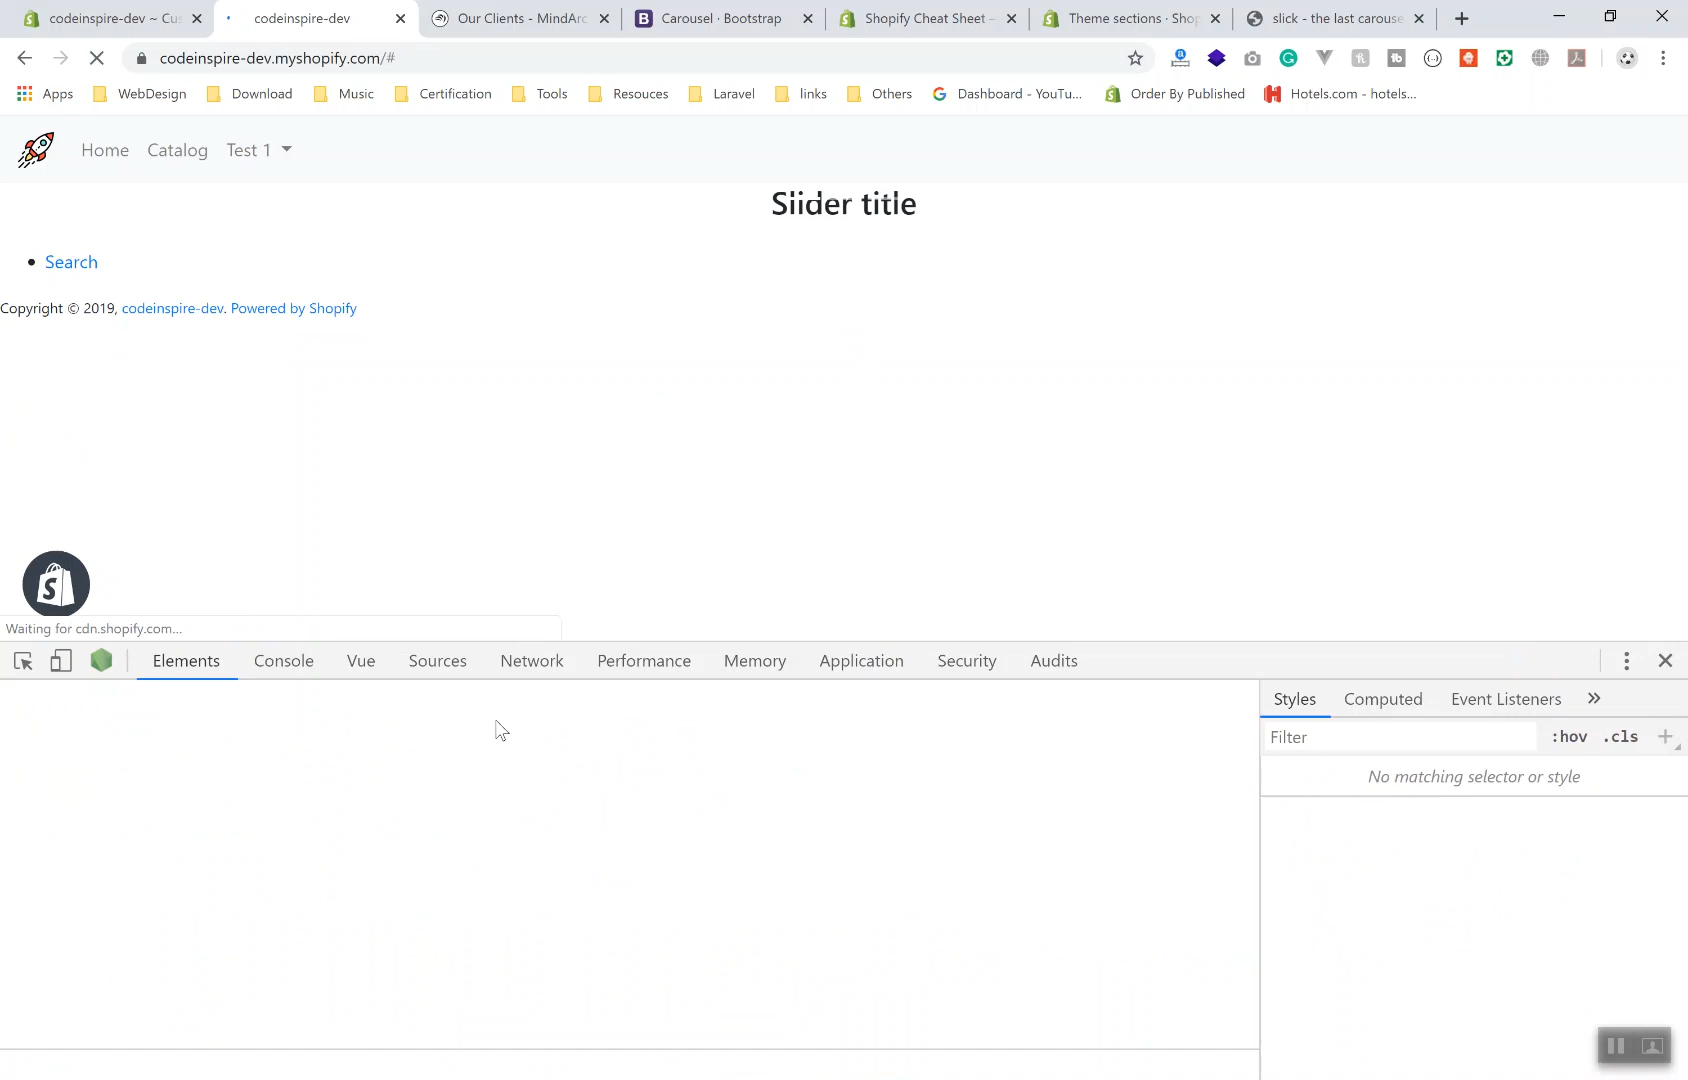 codeinspire-dev ~ Cus
codeinspire-dev
Our Clients - MindArc
Carousel · Bootstrap
Shopify Cheat Sheet –
Theme sections · Shop
slick - the last carouse
codeinspire-dev.myshopify.com/#
Apps
WebDesign
Download
Music
Certification
Tools
Resouces
Laravel
links
Others
Dashboard - YouTu...
Order By Published
Hotels.com - hotels...
Home
Catalog
Test 1
Slider title
Search
Copyright © 2019, codeinspire-dev. Powered by Shopify
Waiting for cdn.shopify.com...
Elements
Console
Vue
Sources
Network
Performance
Memory
Application
Security
Audits
Styles
Computed
Event Listeners
Filter
:hov
.cls
No matching selector or style